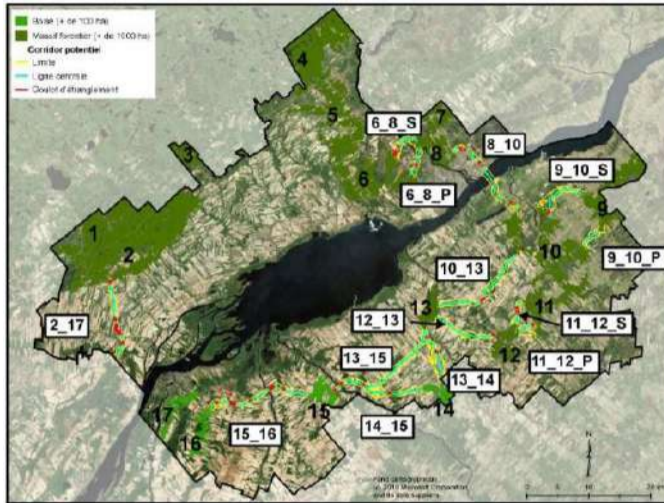 Boisé (+ de 100 ha)
Massif forestier (+ de 1000 ha)
Corridor potentiel
Limite
Ligne centrale
Goulot d'étranglement
4
5
3
6_8_S
7
8
8_10
6
6_8_P
9_10_S
9
1
2
10
9_10_P
10_13
13
12_13
11
11_12_S
2_17
12
11_12_P
13_15
13_14
17
16
15_16
15
14_15
14
N
0